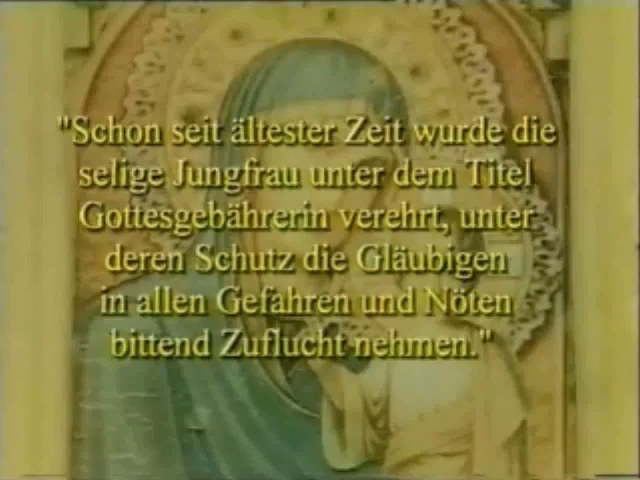 "Schon seit ältester Zeit wurde die
selige Jungfrau unter dem Titel
Gottesgebährerin verehrt, unter
deren Schutz die Gläubigen
in allen Gefahren und Nöten
bittend Zuflucht nehmen."